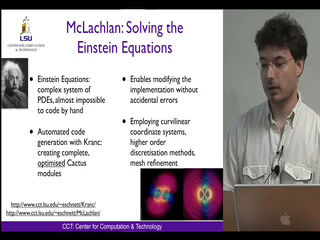 LSU
CENTER FOR COMPUTATION
& TECHNOLOGY
McLachlan: Solving the
Einstein Equations
• Einstein Equations:
complex system of
PDEs, almost impossible
to code by hand
• Automated code
generation with Kranc:
creating complete,
optimised Cactus
modules
• Enables modifying the
implementation without
accidental errors
• Employing curvilinear
coordinate systems,
higher order
discretisation methods,
mesh refinement
http://www.cct.lsu.edu/~eschnett/Kranc/
http://www.cct.lsu.edu/~eschnett/McLachlan/
CCT: Center for Computation & Technology